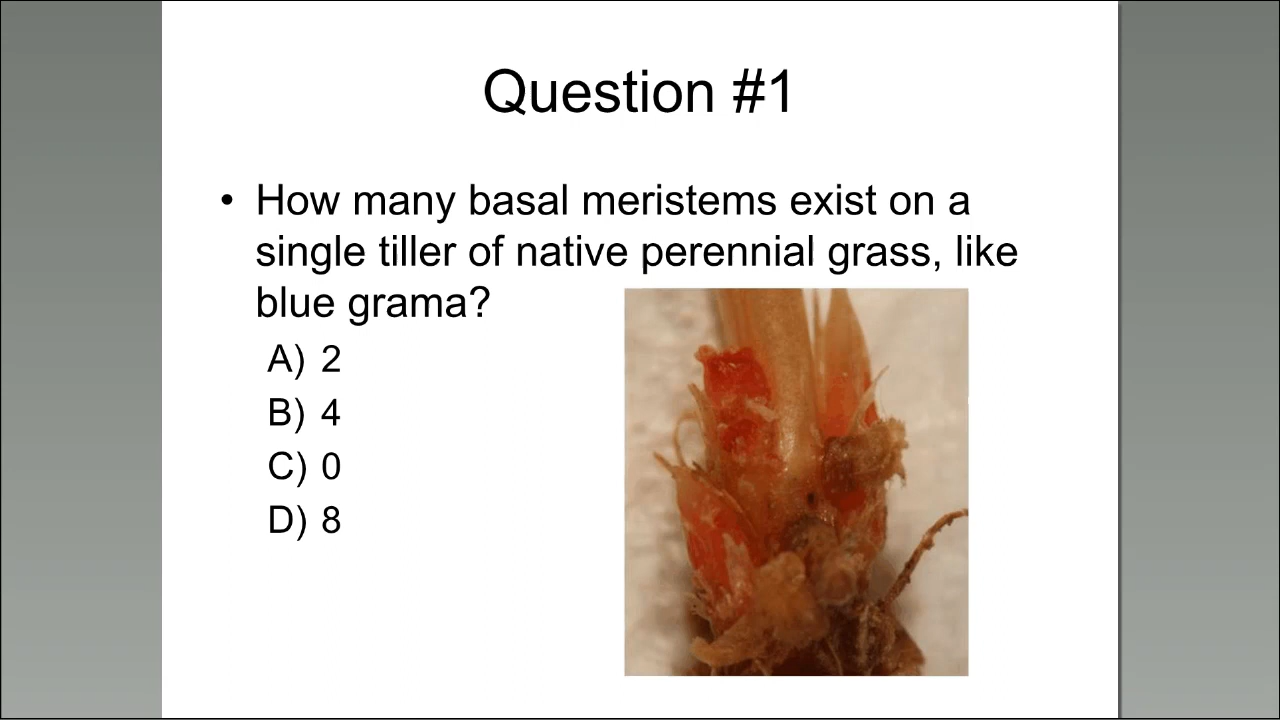 Question #1
• How many basal meristems exist on a
single tiller of native perennial grass, like
blue grama?
A) 2
B) 4
C) 0
D) 8